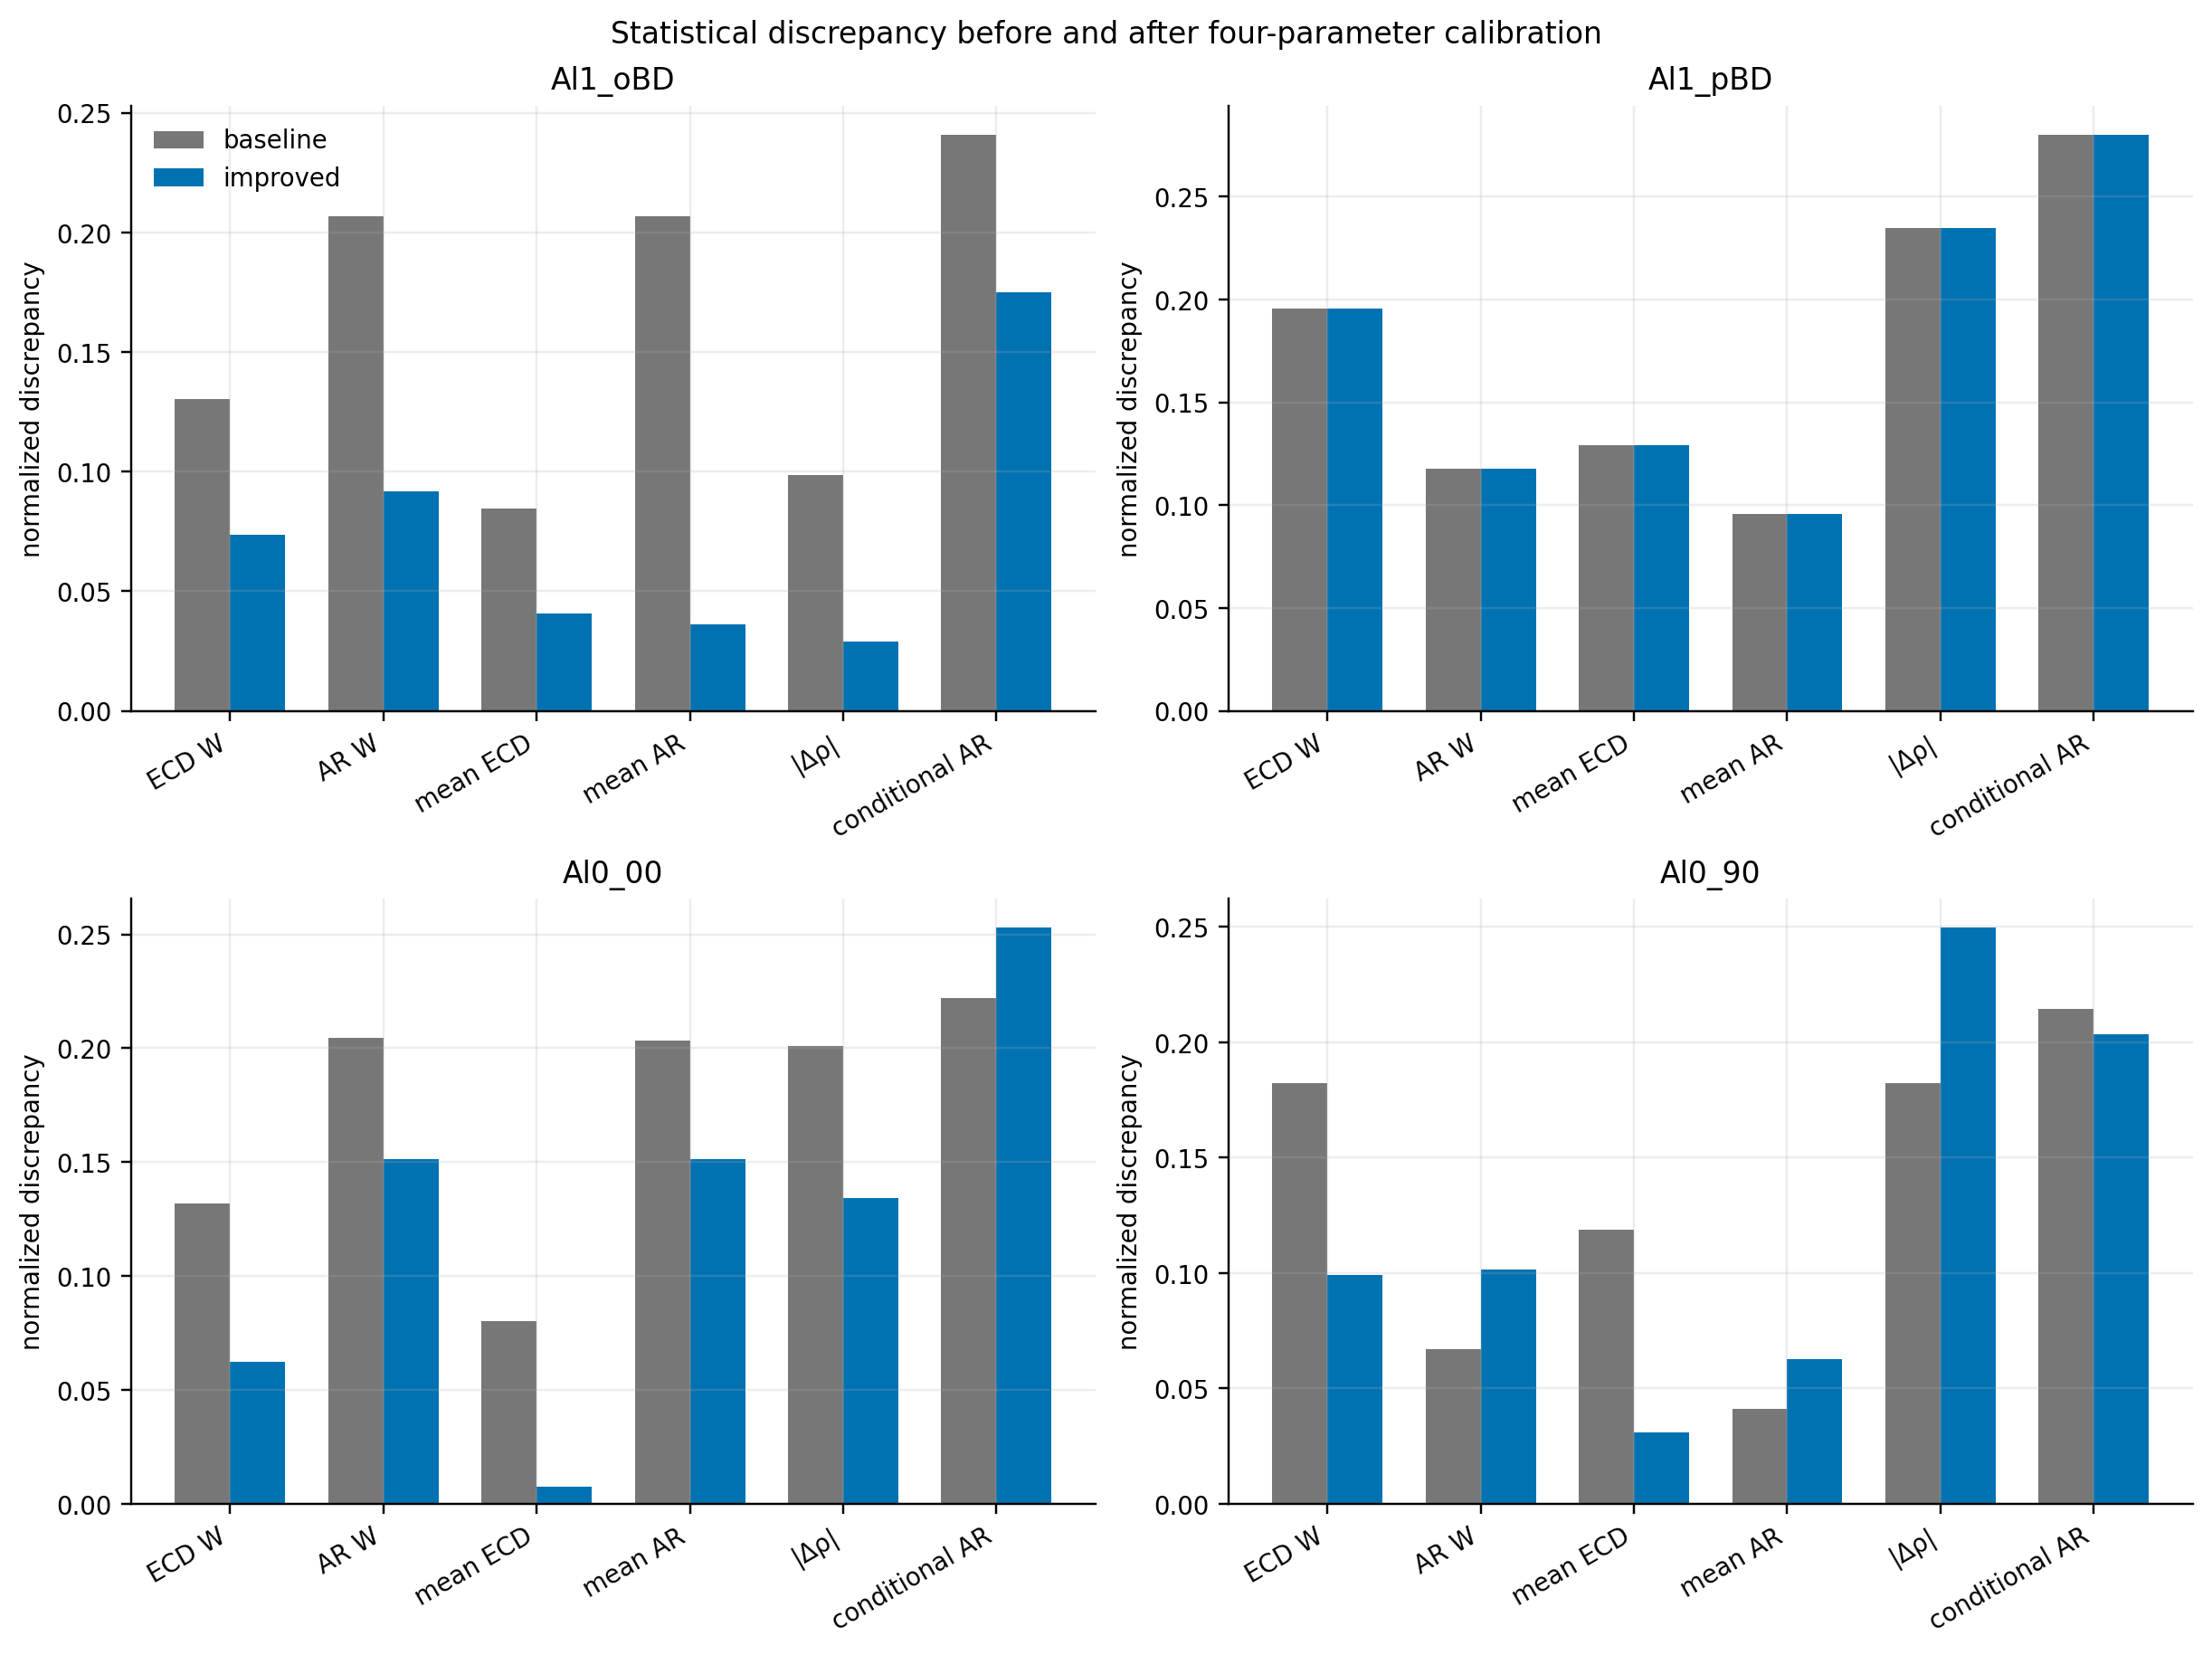 Statistical discrepancy before and after four-parameter calibration
Al1_oBD
normalized discrepancy
0.25
0.20
0.15
0.10
0.05
0.00
baseline
improved
ECD W
AR W
mean ECD
mean AR
|Δρ|
conditional AR
Al1_pBD
normalized discrepancy
0.25
0.20
0.15
0.10
0.05
0.00
ECD W
AR W
mean ECD
mean AR
|Δρ|
conditional AR
Al0_00
normalized discrepancy
0.25
0.20
0.15
0.10
0.05
0.00
ECD W
AR W
mean ECD
mean AR
|Δρ|
conditional AR
Al0_90
normalized discrepancy
0.25
0.20
0.15
0.10
0.05
0.00
ECD W
AR W
mean ECD
mean AR
|Δρ|
conditional AR